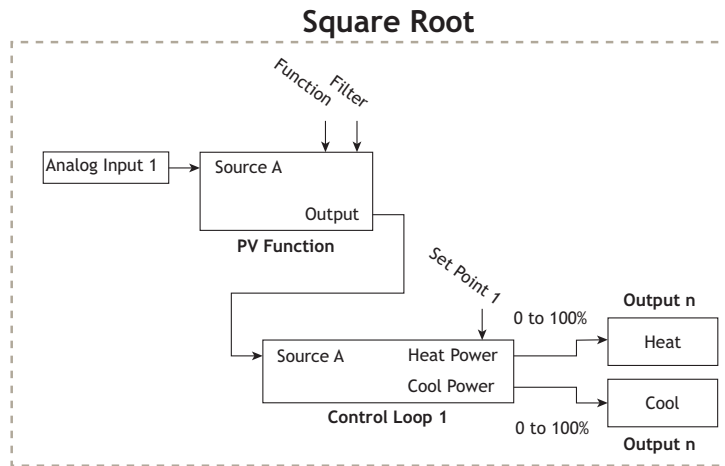 Square Root
Function
Filter
Analog Input 1
Source A
Output
PV Function
Set Point 1
Output n
0 to 100%
Source A
Heat Power
Heat
Cool Power
Cool
Control Loop 1
0 to 100%
Output n